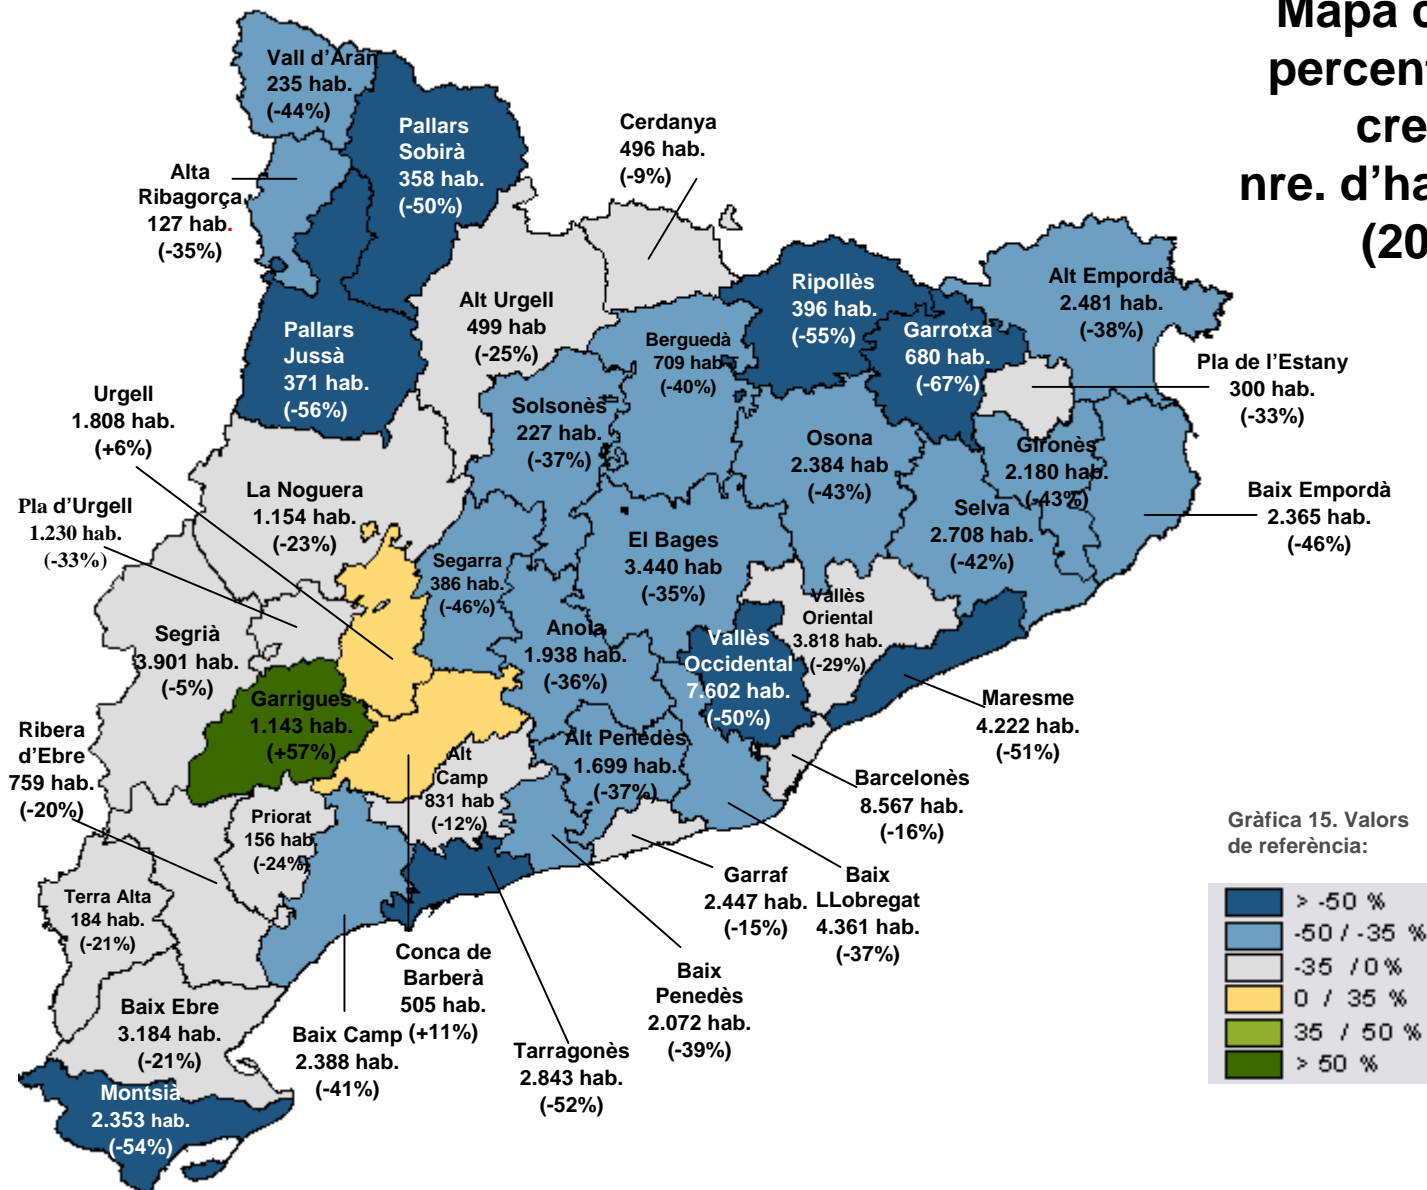 Mapa
percent
cre
nre. d'ha
(20
Vall d'Aran
235 hab.
(-44%)
Pallars
Sobirà
358 hab.
(-50%)
Cerdanya
496 hab.
(-9%)
Alta
Ribagorça
127 hab.
(-35%)
Alt Urgell
499 hab
(-25%)
Ripollès
396 hab.
(-55%)
Alt Empordà
2.481 hab.
(-38%)
Garrotxa
680 hab.
(-67%)
Pallars
Jussà
371 hab.
(-56%)
Berguedà
709 hab
(-40%)
Pla de l'Estany
300 hab.
(-33%)
Urgell
1.808 hab.
(+6%)
Solsonès
227 hab.
(-37%)
Osona
2.384 hab
(-43%)
Gironès
2.180 hab.
(-43%)
La Noguera
1.154 hab.
(-23%)
Baix Empordà
2.365 hab.
(-46%)
Pla d'Urgell
1.230 hab.
(-33%)
Selva
2.708 hab.
(-42%)
El Bages
3.440 hab
(-35%)
Segarra
386 hab.
(-46%)
Vallès
Oriental
3.818 hab.
(-29%)
Segrià
3.901 hab.
(-5%)
Anoia
1.938 hab.
(-36%)
Vallès
Occidental
7.602 hab.
(-50%)
Garrigues
1.143 hab.
(+57%)
Maresme
4.222 hab.
(-51%)
Ribera
d'Ebre
759 hab.
(-20%)
Alt Penedès
1.699 hab.
(-37%)
Alt
Camp
831 hab
(-12%)
Barcelonès
8.567 hab.
(-16%)
Priorat
156 hab.
(-24%)
Gràfica 15. Valors
de referència:
Garraf
2.447 hab.
(-15%)
Baix
LLobregat
4.361 hab.
(-37%)
Terra Alta
184 hab.
(-21%)
> -50 %
-50 / -35 %
-35 / 0 %
0 / 35 %
35 / 50 %
> 50 %
Conca de
Barberà
505 hab.
(+11%)
Baix
Penedès
2.072 hab.
(-39%)
Baix Ebre
3.184 hab.
(-21%)
Baix Camp
2.388 hab.
(-41%)
Tarragonès
2.843 hab.
(-52%)
Montsià
2.353 hab.
(-54%)